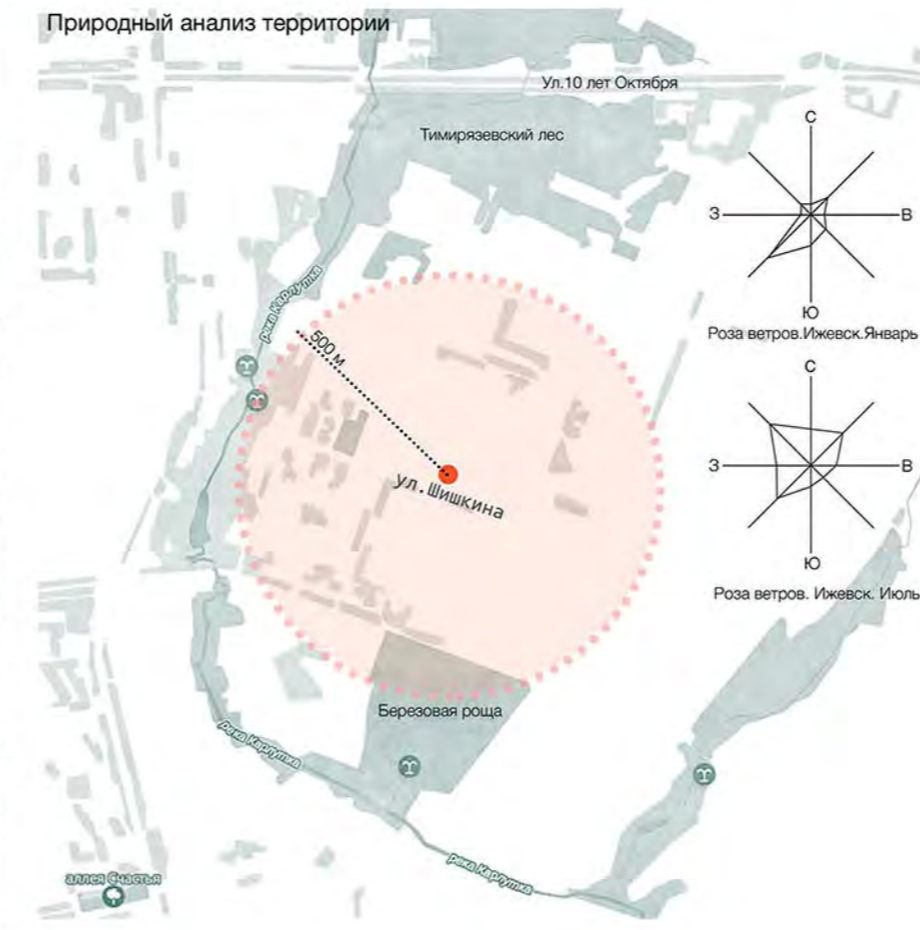 Природный анализ территории
Ул.10 лет Октября
Тимирязевский лес
С
З
В
Ю
Роза ветров.Ижевск.Январь
река Карлутка
500 м
С
З
В
Ю
Роза ветров. Ижевск. Июль
ул.Шишкина
Березовая роща
река Карлутка
река Карлутка
аллея Счастья